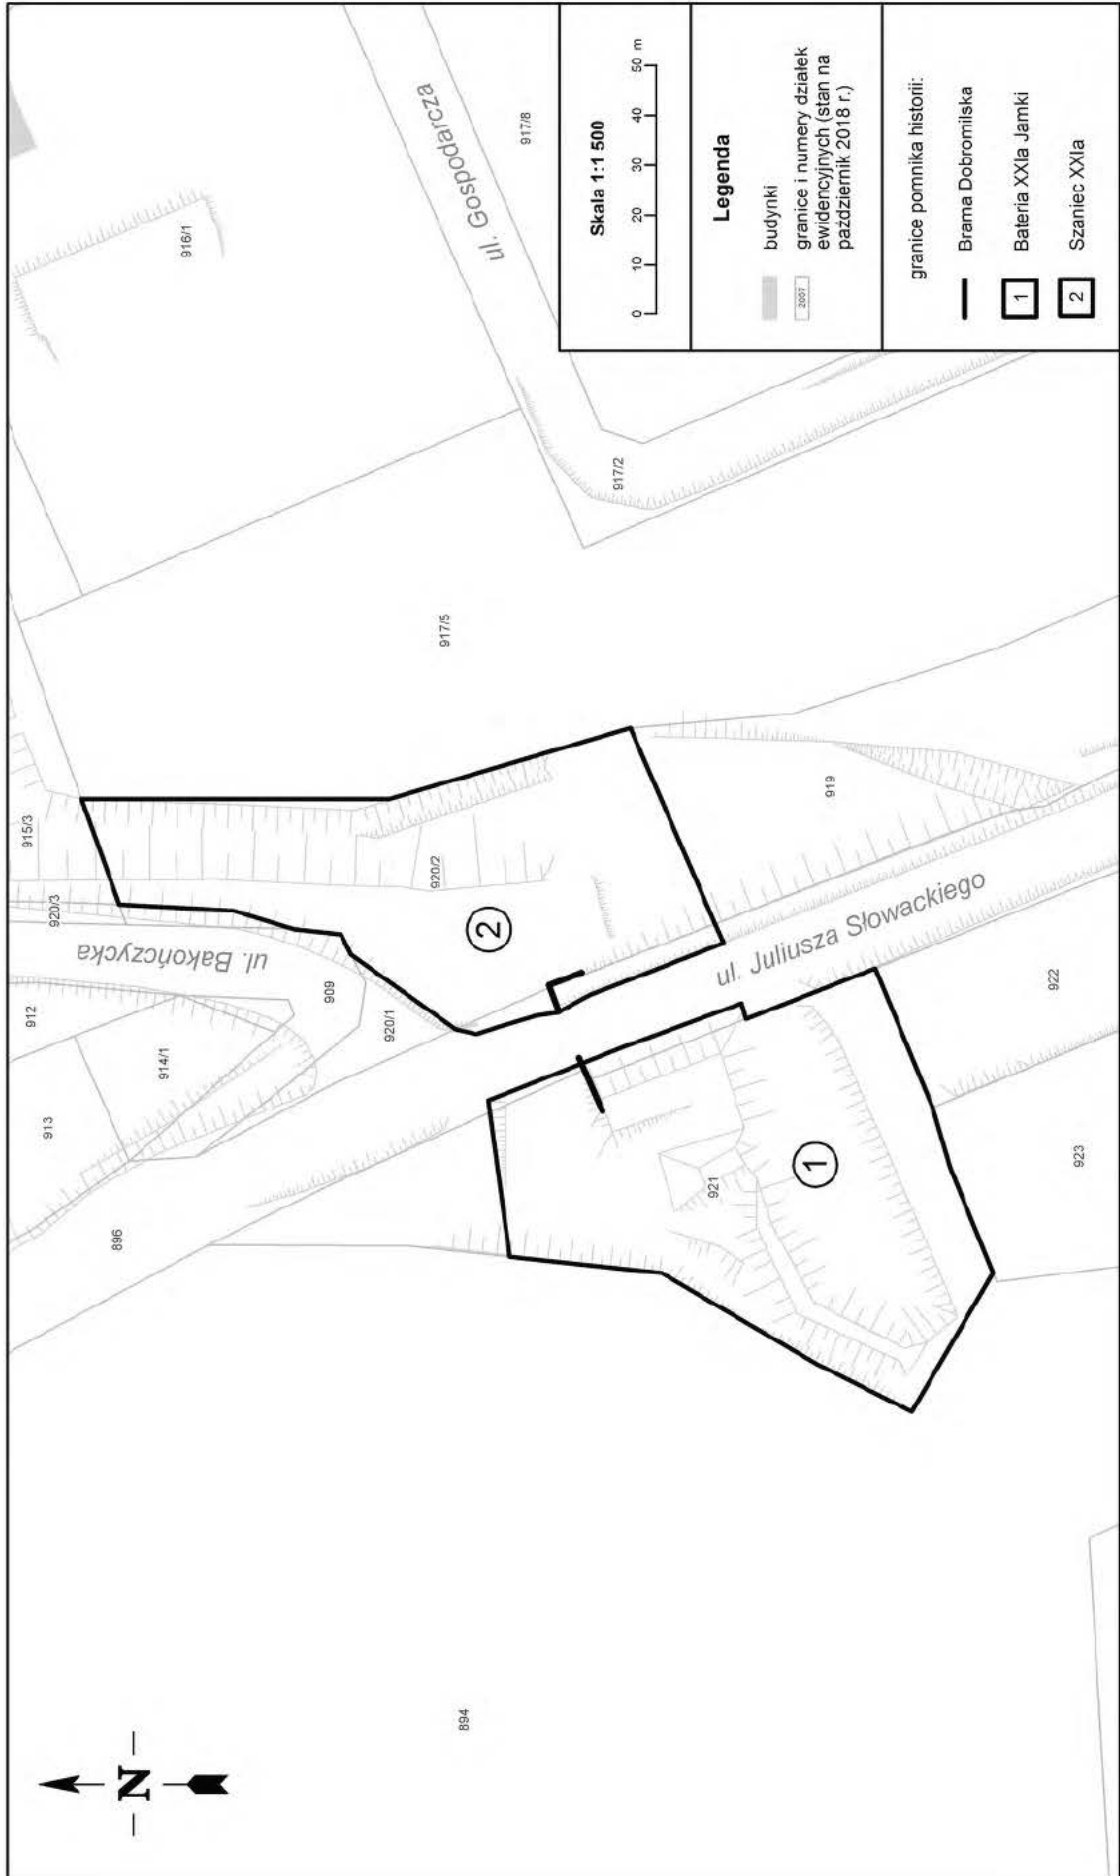 N
ul. Gospodarcza
ul. Bakończycka
ul. Juliusza Słowackiego
916/1
917/8
917/2
917/5
915/3
920/3
920/2
919
912
909
920/1
914/1
913
896
921
922
923
894
2
1
Skala 1:1 500
0 10 20 30 40 50 m
Legenda
budynki
2007
granice i numery działek
ewidencyjnych (stan na
październik 2018 r.)
granice pomnika historii:
Brama Dobromilska
1 Bateria XXIa Jamki
2 Szaniec XXIa